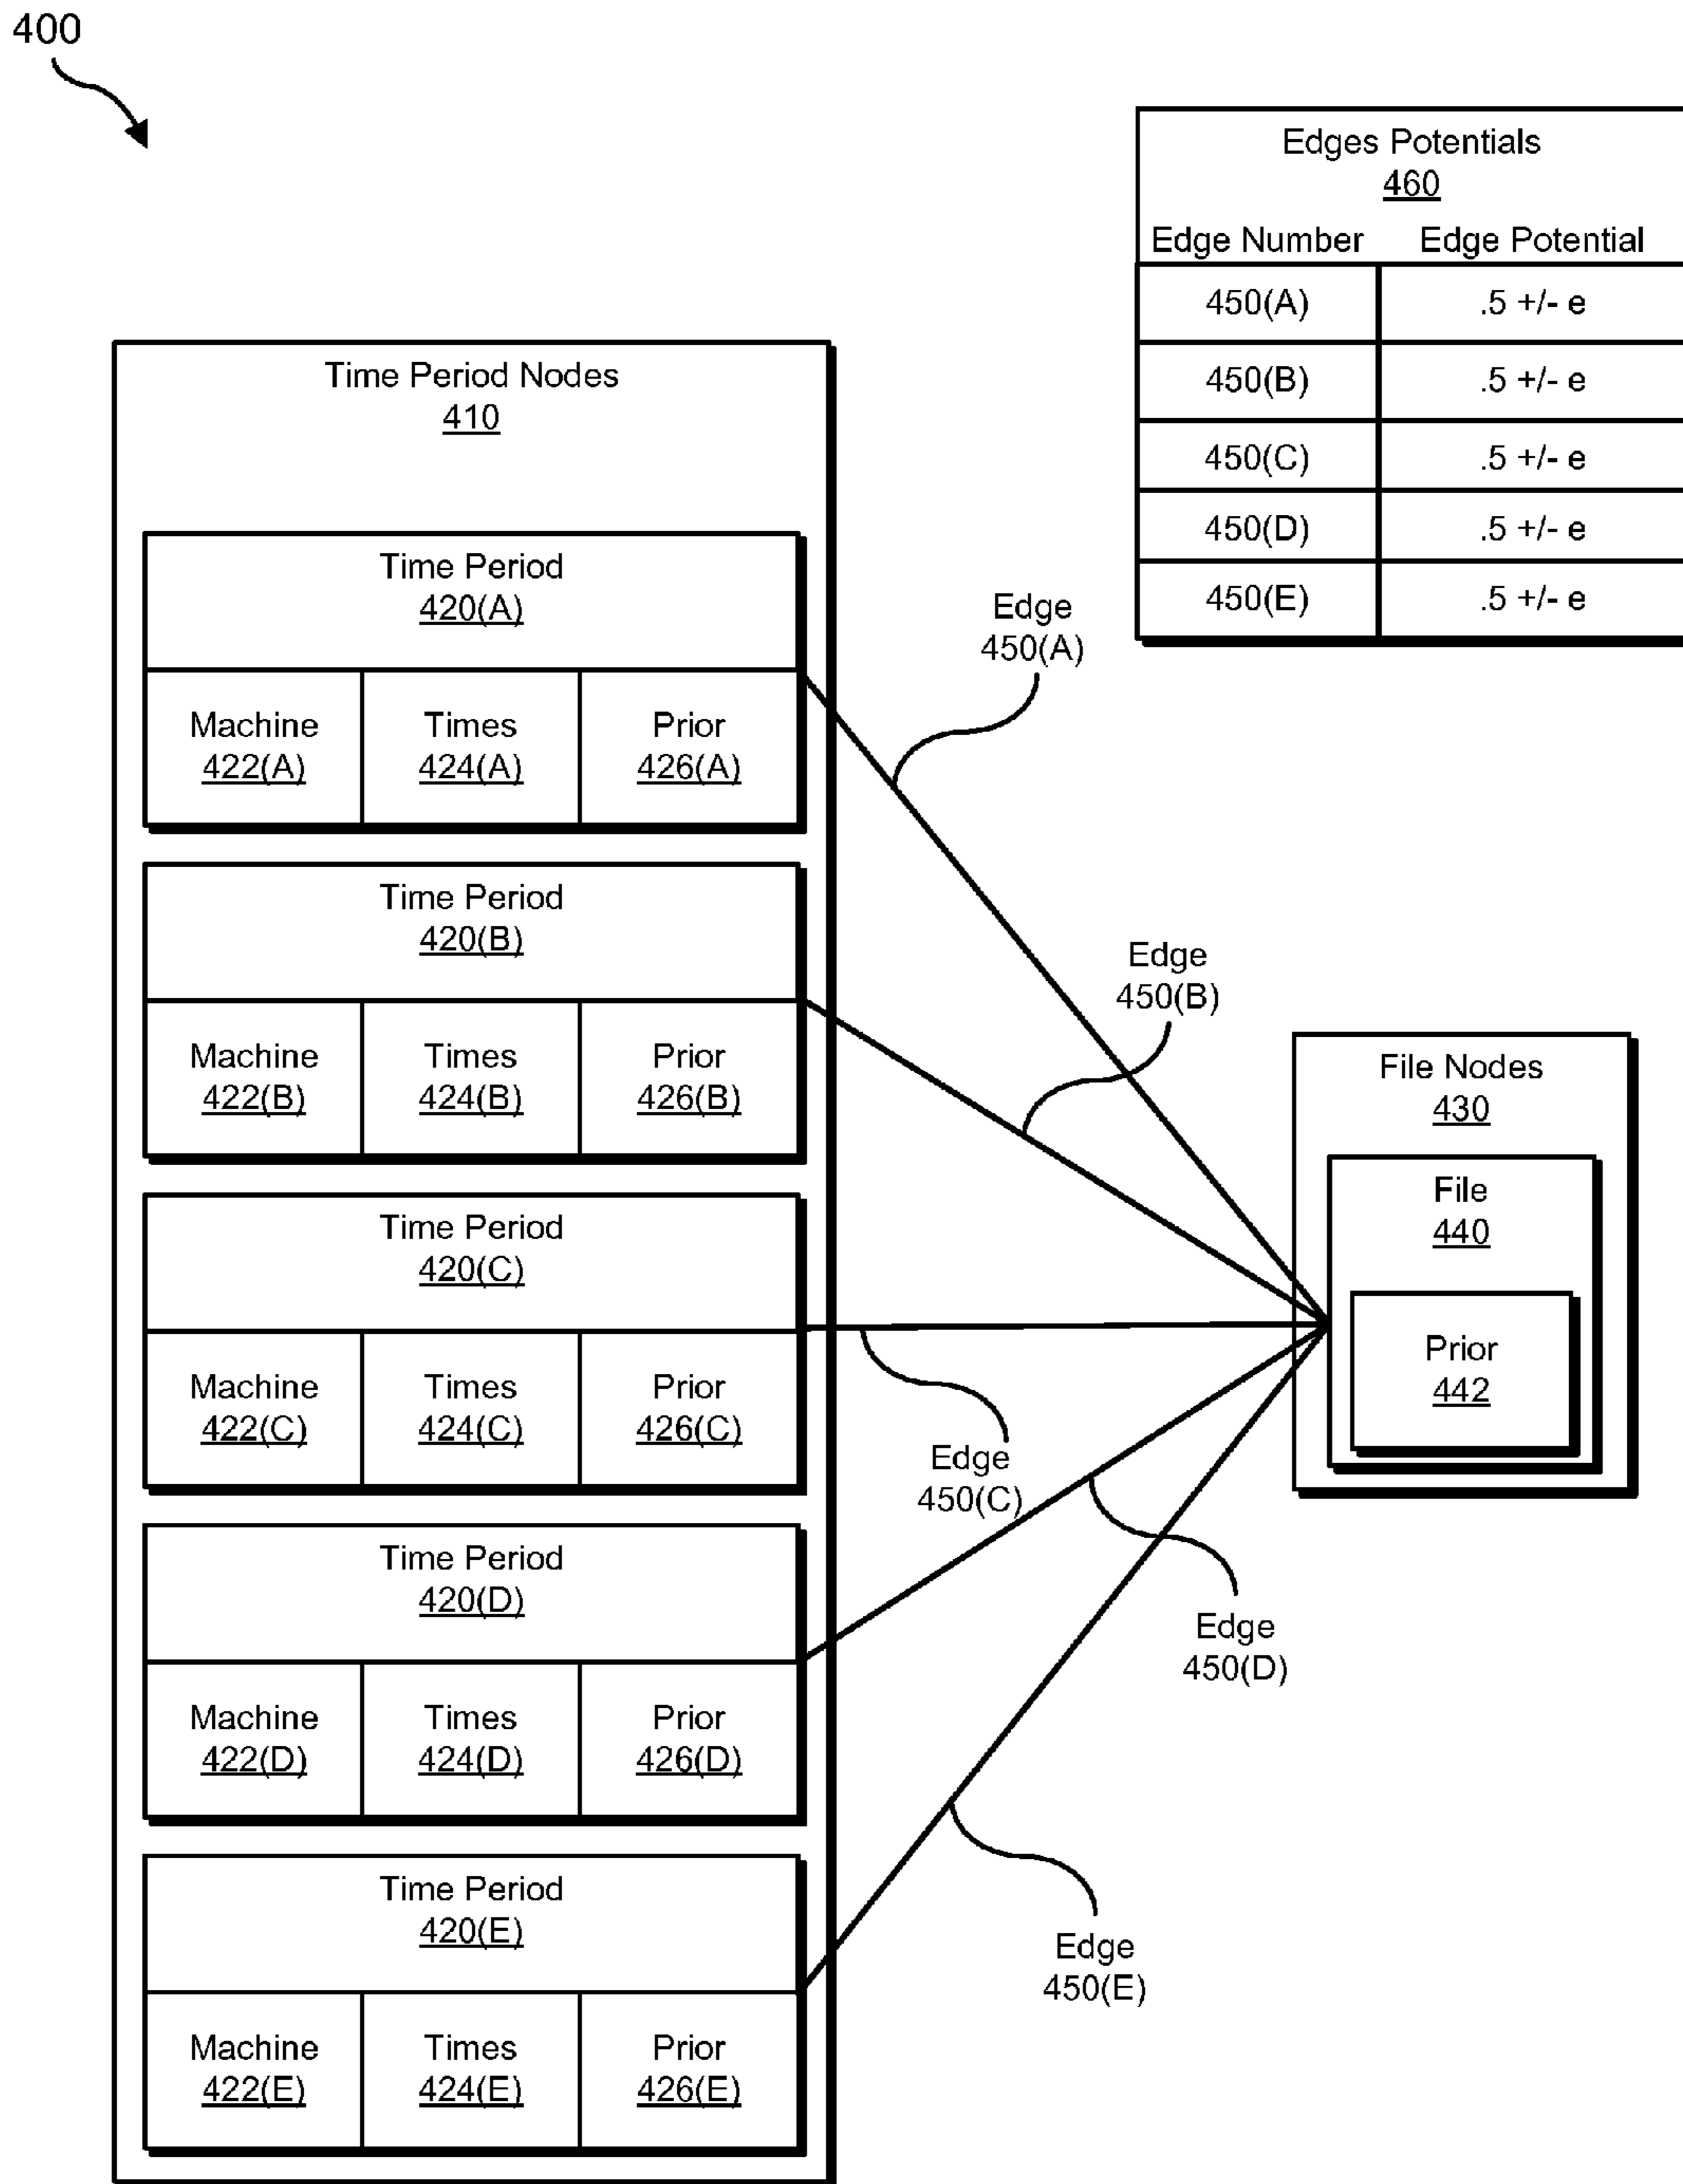 400
Edges Potentials
460
Edge Number Edge Potential
450(A) .5 +/- e
450(B) .5 +/- e
450(C) .5 +/- e
450(D) .5 +/- e
450(E) .5 +/- e
Time Period Nodes
410
Time Period
420(A)
Machine Times Prior
422(A) 424(A) 426(A)
Time Period
420(B)
Machine Times Prior
422(B) 424(B) 426(B)
Time Period
420(C)
Machine Times Prior
422(C) 424(C) 426(C)
Time Period
420(D)
Machine Times Prior
422(D) 424(D) 426(D)
Time Period
420(E)
Machine Times Prior
422(E) 424(E) 426(E)
Edge
450(A)
Edge
450(B)
Edge
450(C)
Edge
450(D)
Edge
450(E)
File Nodes
430
File
440
Prior
442